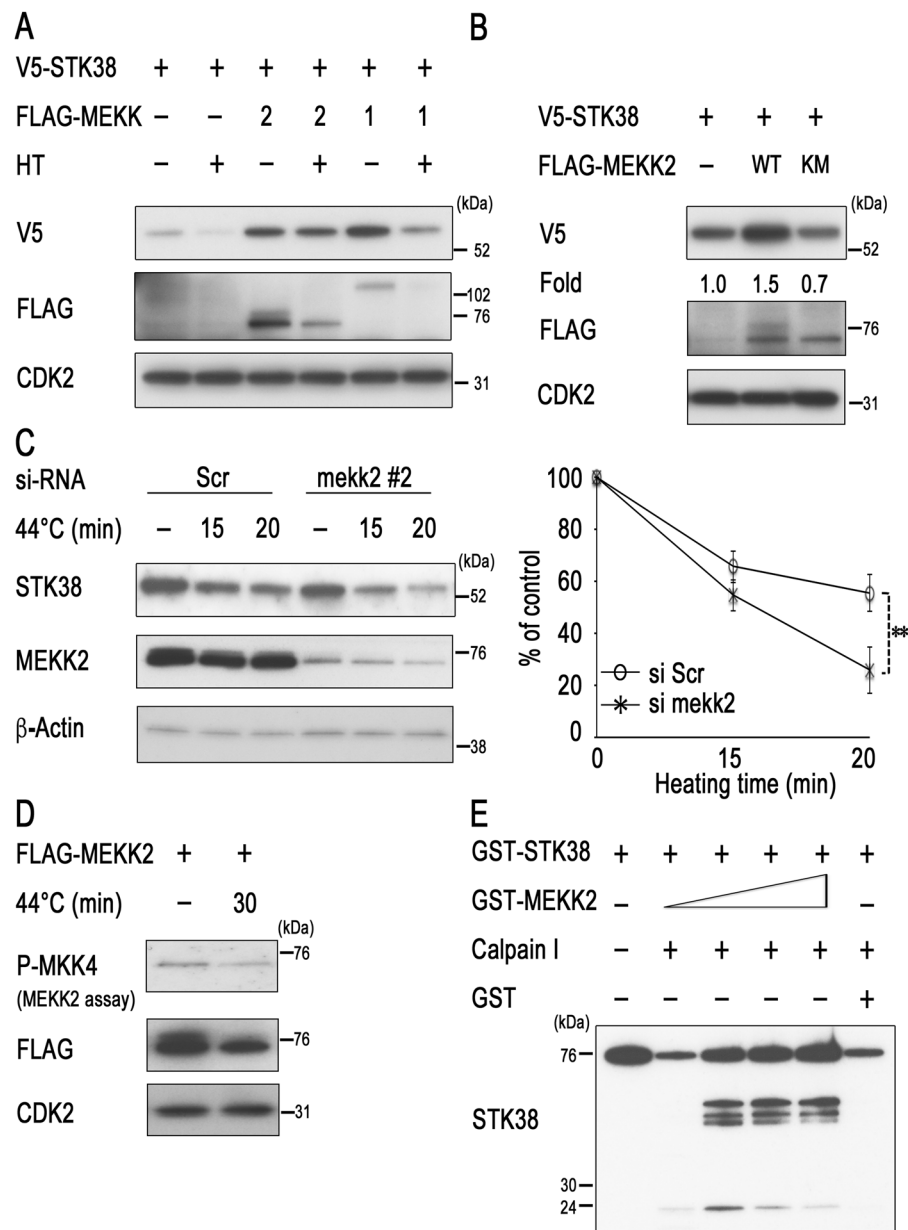 A
V5-STK38 + + + + + +
FLAG-MEKK – – 2 2 1 1
HT – + – + – +
(kDa)
V5
52
FLAG
102
76
CDK2
31
B
V5-STK38 + + +
FLAG-MEKK2 – WT KM
(kDa)
V5
52
Fold 1.0 1.5 0.7
FLAG
76
CDK2
31
C
si-RNA Scr mekk2 #2
44°C (min) – 15 20 – 15 20
(kDa)
STK38
52
MEKK2
76
β-Actin
38
% of control
100
80
60
40
20
0
si Scr
si mekk2
**
0 15 20
Heating time (min)
D
FLAG-MEKK2 + +
44°C (min) – 30
(kDa)
P-MKK4
(MEKK2 assay)
76
FLAG
76
CDK2
31
E
GST-STK38 + + + + + +
GST-MEKK2 – –
Calpain I – + + + + +
GST – – – – – +
(kDa)
76
STK38
30
24